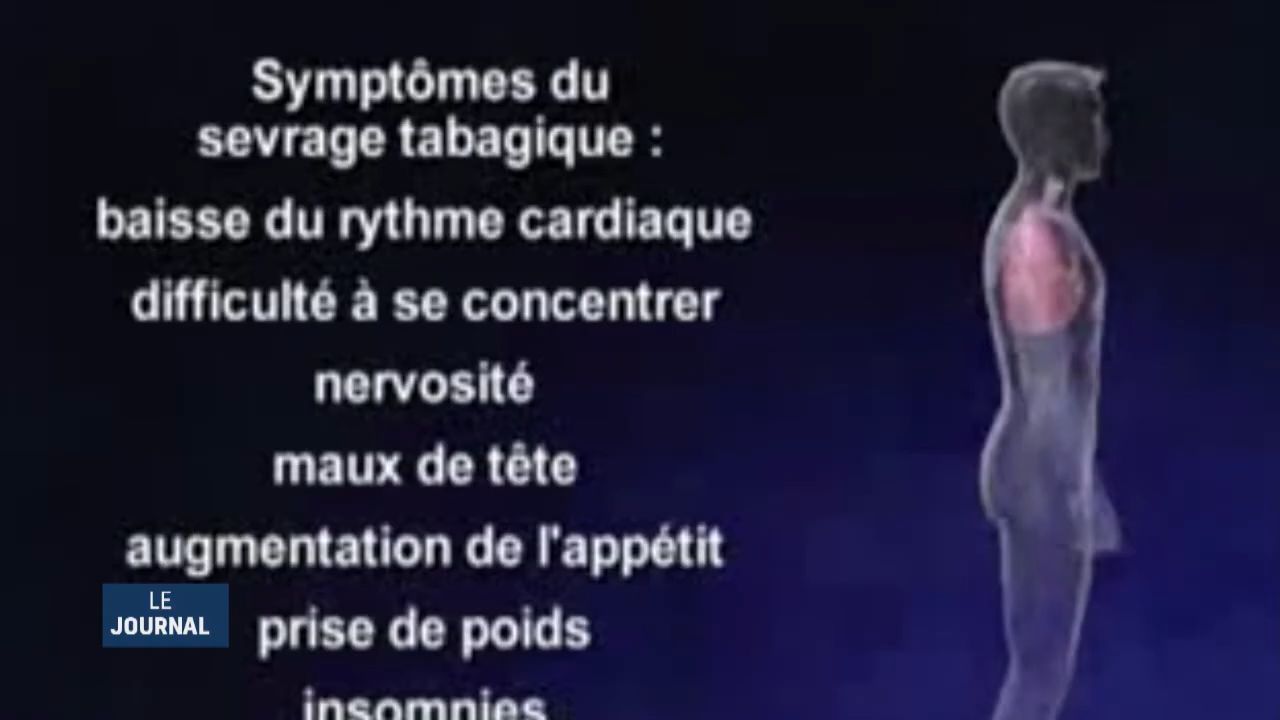 Symptômes du
sevrage tabagique :
baisse du rythme cardiaque
difficulté à se concentrer
nervosité
maux de tête
augmentation de l'appétit
LE
JOURNAL
prise de poids
insomnies